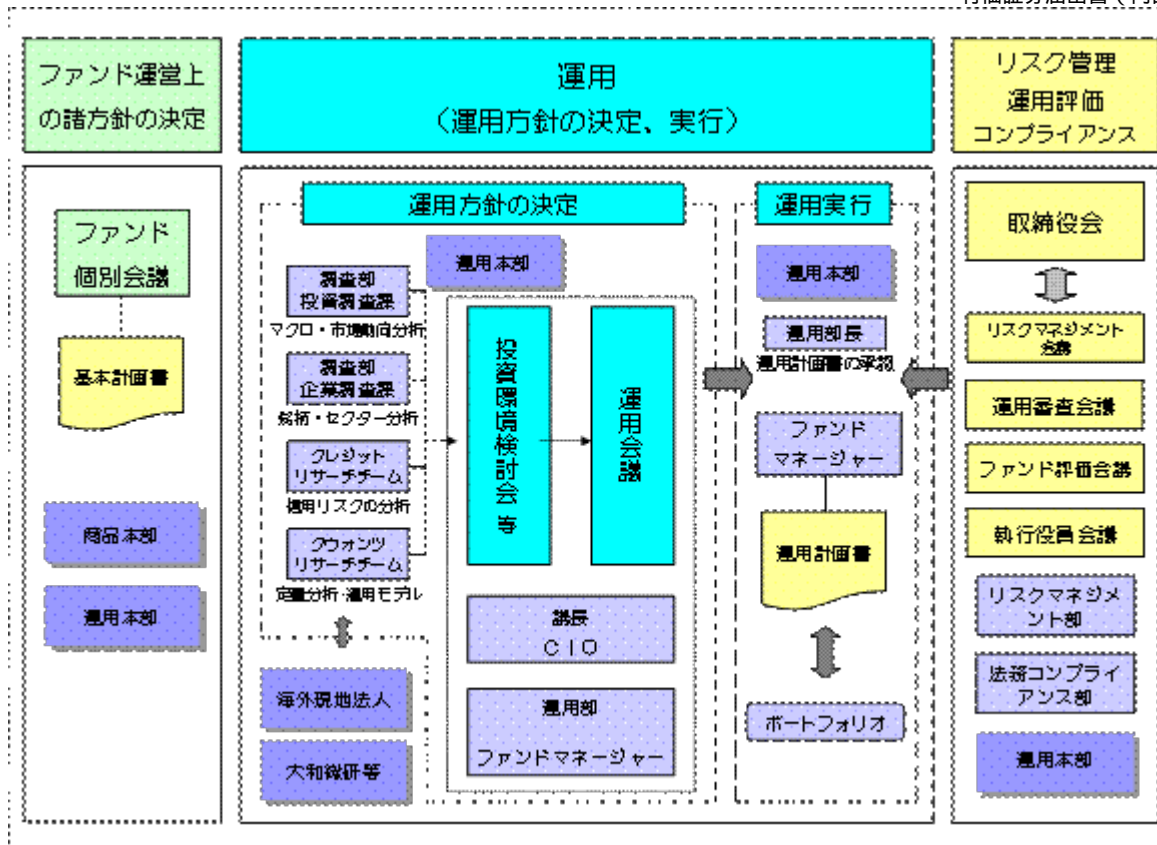 ファンド運営上
の諸方針の決定
運用
（運用方針の決定、実行）
リスク管理
運用評価
コンプライアンス
ファンド
個別会議
基本計画書
商品本部
運用本部
運用方針の決定
運用本部
調査部
投資調査課
マクロ・市場動向分析
調査部
企業調査課
銘柄・セクター分析
クレジット
リサーチチーム
信用リスクの分析
クウォンツ
リサーチチーム
定量分析・運用モデル
海外現地法人
大和総研等
投資環境検討会 等
運用会議
議長
ＣＩＯ
運用部
ファンドマネージャー
運用実行
運用本部
運用部長
運用計画書の承認
ファンド
マネージャー
運用計画書
ポートフォリオ
取締役会
リスクマネジメント
会議
運用審査会議
ファンド評価会議
執行役員会議
リスクマネジメ
ント部
法務コンプライ
アンス部
運用本部